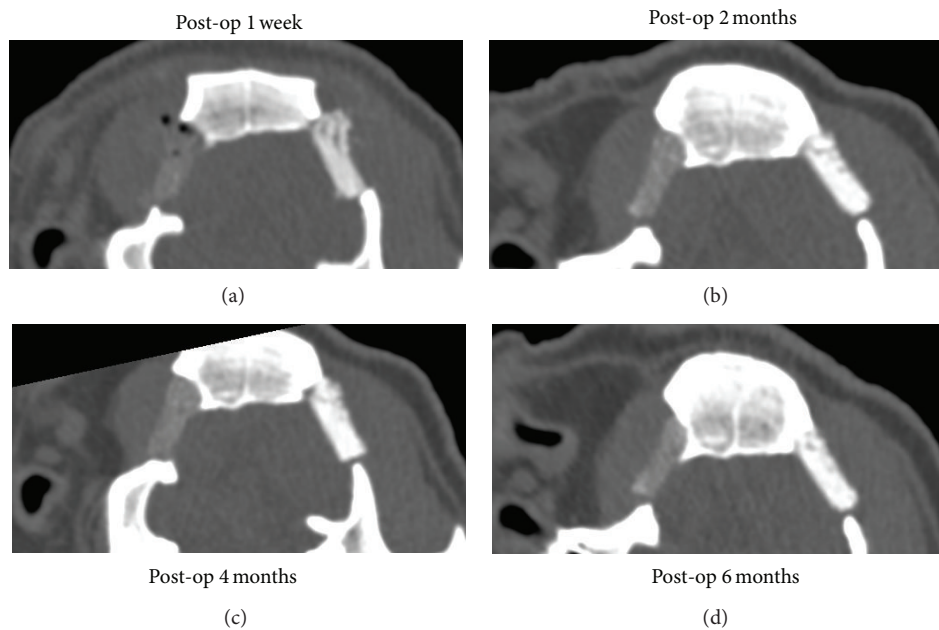 Post-op 1 week
Post-op 2 months
(a)
(b)
Post-op 4 months
Post-op 6 months
(c)
(d)